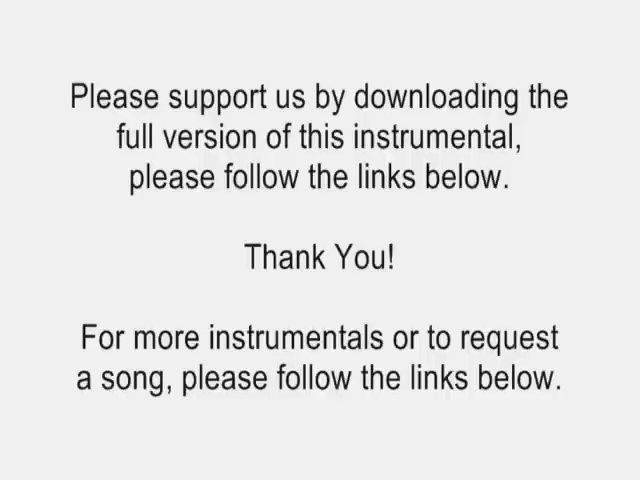 Please support us by downloading the
full version of this instrumental,
please follow the links below.
Thank You!
For more instrumentals or to request
a song, please follow the links below.